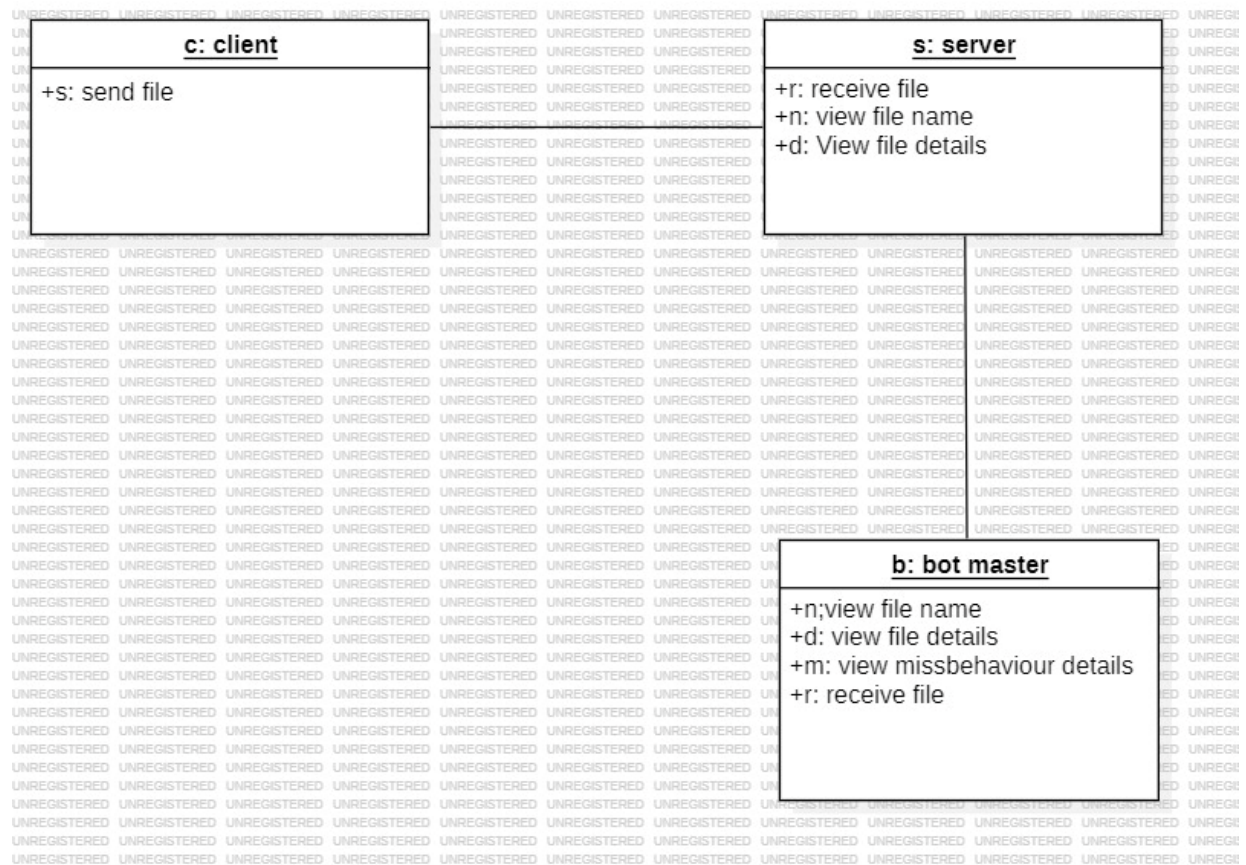 c: client
+s: send file
s: server
+r: receive file
+n: view file name
+d: View file details
b: bot master
+n;view file name
+d: view file details
+m: view missbehaviour details
+r: receive file
UNREGISTERED